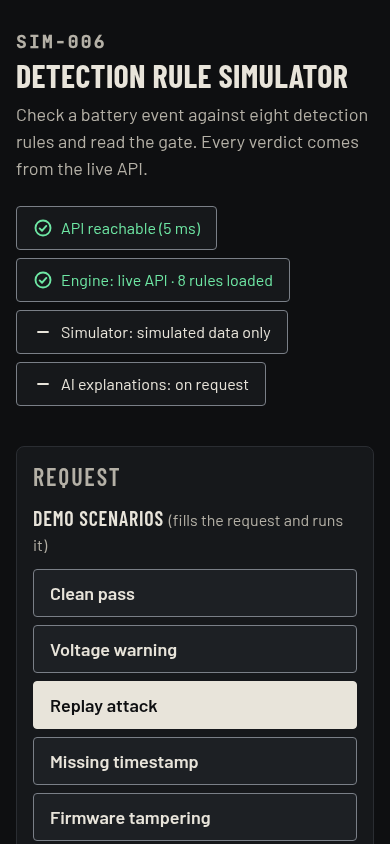 SIM-006
DETECTION RULE SIMULATOR
Check a battery event against eight detection
rules and read the gate. Every verdict comes
from the live API.
API reachable (5 ms)
Engine: live API · 8 rules loaded
Simulator: simulated data only
AI explanations: on request
REQUEST
DEMO SCENARIOS (fills the request and runs
it)
Clean pass
Voltage warning
Replay attack
Missing timestamp
Firmware tampering